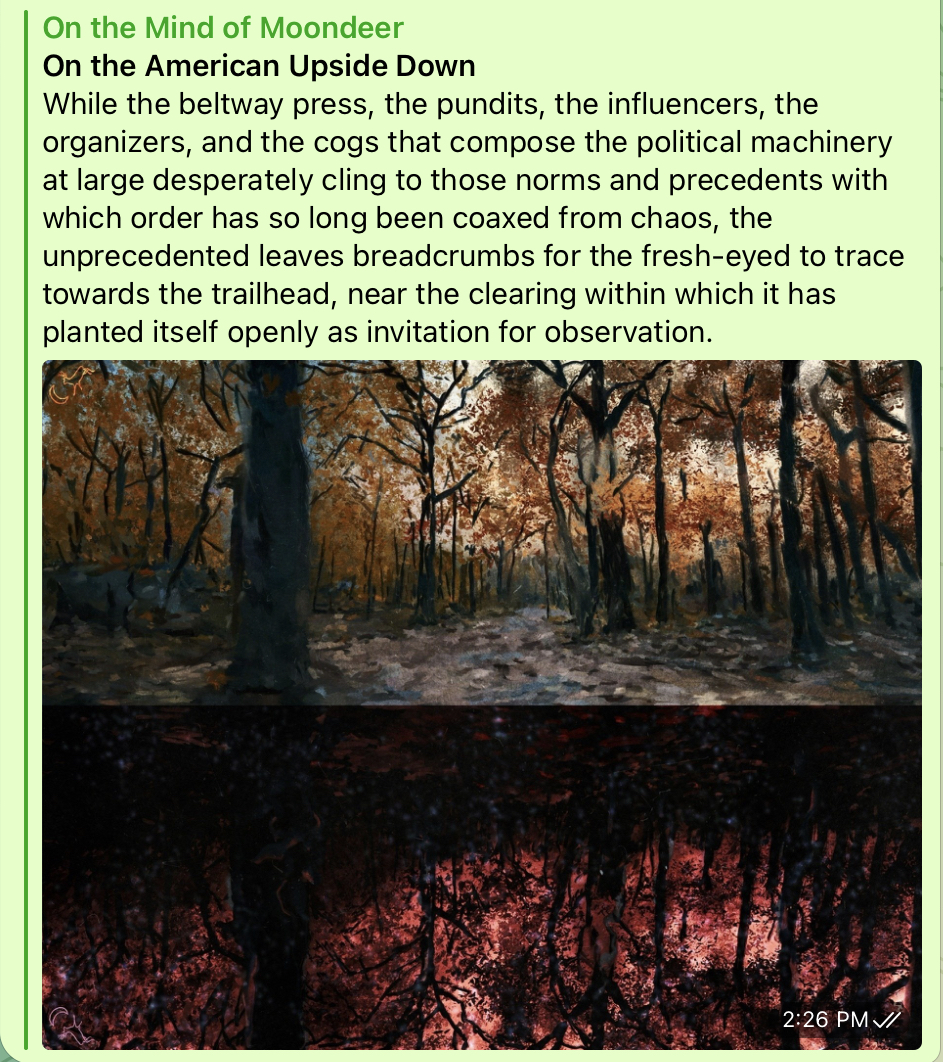 On the Mind of Moondeer
On the American Upside Down
While the beltway press, the pundits, the influencers, the
organizers, and the cogs that compose the political machinery
at large desperately cling to those norms and precedents with
which order has so long been coaxed from chaos, the
unprecedented leaves breadcrumbs for the fresh-eyed to trace
towards the trailhead, near the clearing within which it has
planted itself openly as invitation for observation.
2:26 PM